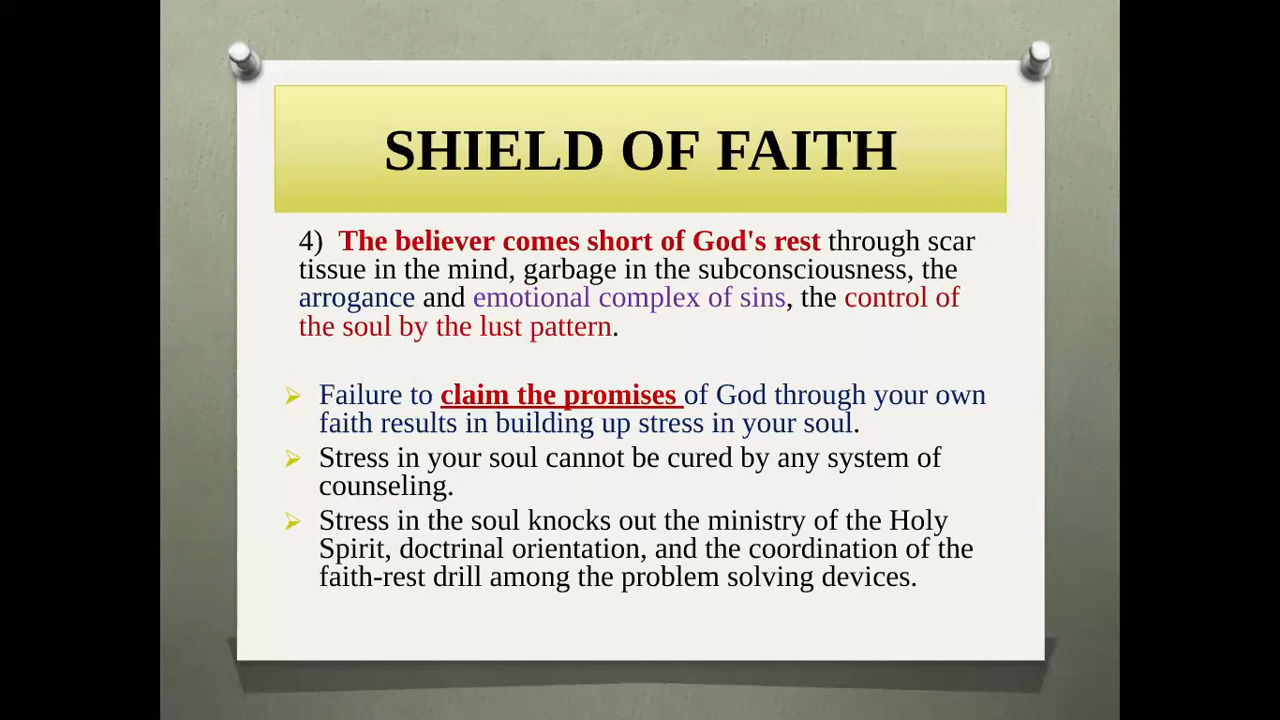 SHIELD OF FAITH
4) The believer comes short of God's rest through scar
tissue in the mind, garbage in the subconsciousness, the
arrogance and emotional complex of sins, the control of
the soul by the lust pattern.
Failure to claim the promises of God through your own
faith results in building up stress in your soul.
Stress in your soul cannot be cured by any system of
counseling.
Stress in the soul knocks out the ministry of the Holy
Spirit, doctrinal orientation, and the coordination of the
faith-rest drill among the problem solving devices.